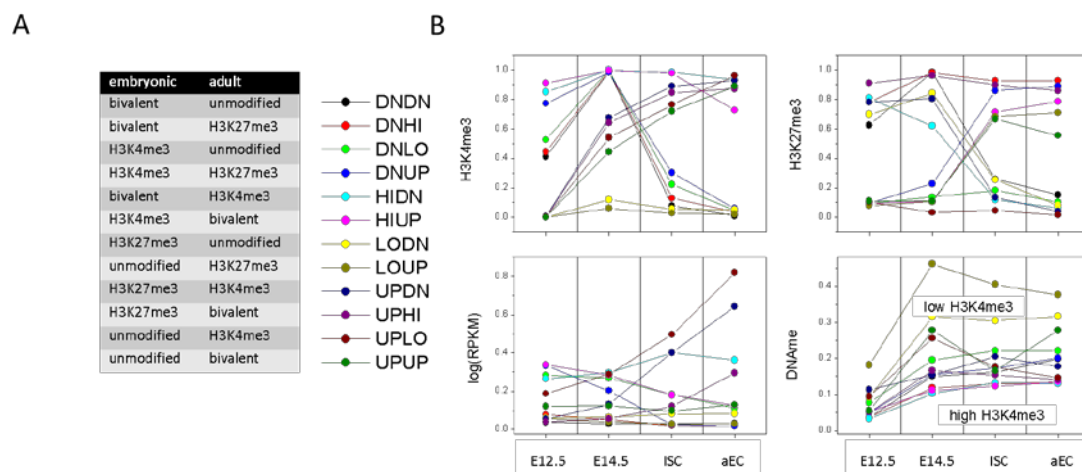 A
B
embryonic adult
bivalent unmodified
bivalent H3K27me3
H3K4me3 unmodified
H3K4me3 H3K27me3
bivalent H3K4me3
H3K4me3 bivalent
H3K27me3 unmodified
unmodified H3K27me3
H3K27me3 H3K4me3
H3K27me3 bivalent
unmodified H3K4me3
unmodified bivalent
DNDN
DNHI
DNLO
DNUP
HIDN
HIUP
LODN
LOUP
UPDN
UPHI
UPLO
UPUP
H3K4me3
1.0
0.8
0.6
0.4
0.2
0.0
H3K27me3
1.0
0.8
0.6
0.4
0.2
0.0
log(RPKM)
0.8
0.6
0.4
0.2
0.0
E12.5 E14.5 ISC aEC
DNAme
0.4
0.3
0.2
0.1
0.0
low H3K4me3
high H3K4me3
E12.5 E14.5 ISC aEC